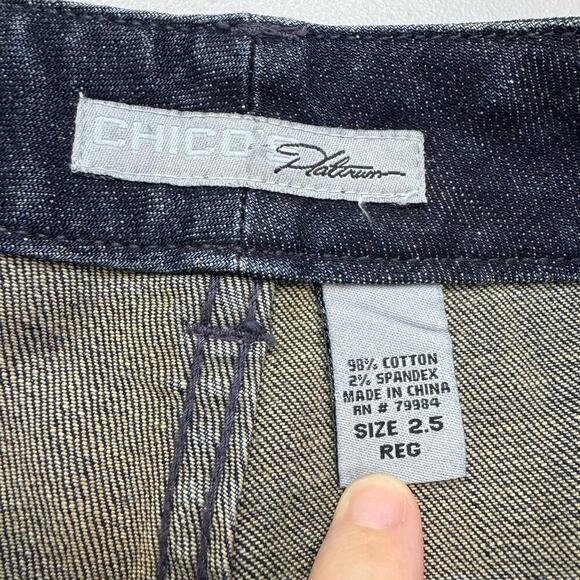 CHICO'S Platinum
98% COTTON
2% SPANDEX
MADE IN CHINA
RN # 79984
SIZE 2.5
REG